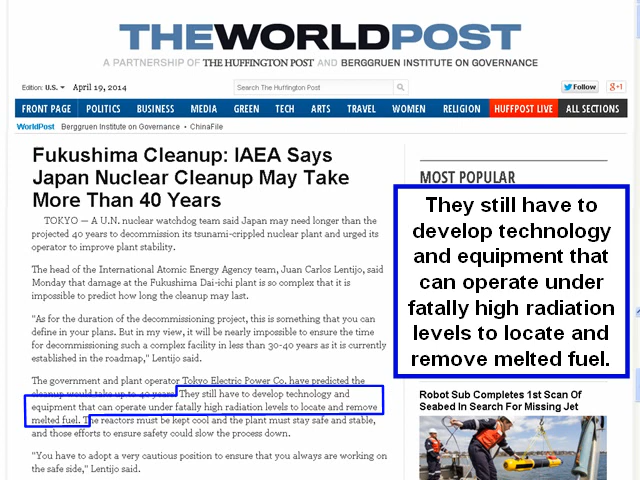 THEWORLDPOST
A PARTNERSHIP OF THE HUFFINGTON POST AND BERGGRUEN INSTITUTE ON GOVERNANCE
Edition: U.S. April 19, 2014 Search The Huffington Post Follow +1
FRONT PAGE POLITICS BUSINESS MEDIA GREEN TECH ARTS TRAVEL WOMEN RELIGION HUFFPOST LIVE ALL SECTIONS
WorldPost Berggruen Institute on Governance • ChinaFile
Fukushima Cleanup: IAEA Says
Japan Nuclear Cleanup May Take
More Than 40 Years
TOKYO — A U.N. nuclear watchdog team said Japan may need longer than the
projected 40 years to decommission its tsunami-crippled nuclear plant and urged its
operator to improve plant stability.
The head of the International Atomic Energy Agency team, Juan Carlos Lentijo, said
Monday that damage at the Fukushima Dai-ichi plant is so complex that it is
impossible to predict how long the cleanup may last.
"As for the duration of the decommissioning project, this is something that you can
define in your plans. But in my view, it will be nearly impossible to ensure the time
for decommissioning such a complex facility in less than 30-40 years as it is currently
established in the roadmap," Lentijo said.
The government and plant operator Tokyo Electric Power Co. have predicted the
cleanup would take up to 40 years. They still have to develop technology and
equipment that can operate under fatally high radiation levels to locate and remove
melted fuel. The reactors must be kept cool and the plant must stay safe and stable,
and those efforts to ensure safety could slow the process down.
"You have to adopt a very cautious position to ensure that you always are working on
the safe side," Lentijo said.
MOST POPULAR
They still have to
develop technology
and equipment that
can operate under
fatally high radiation
levels to locate and
remove melted fuel.
Robot Sub Completes 1st Scan Of
Seabed In Search For Missing Jet